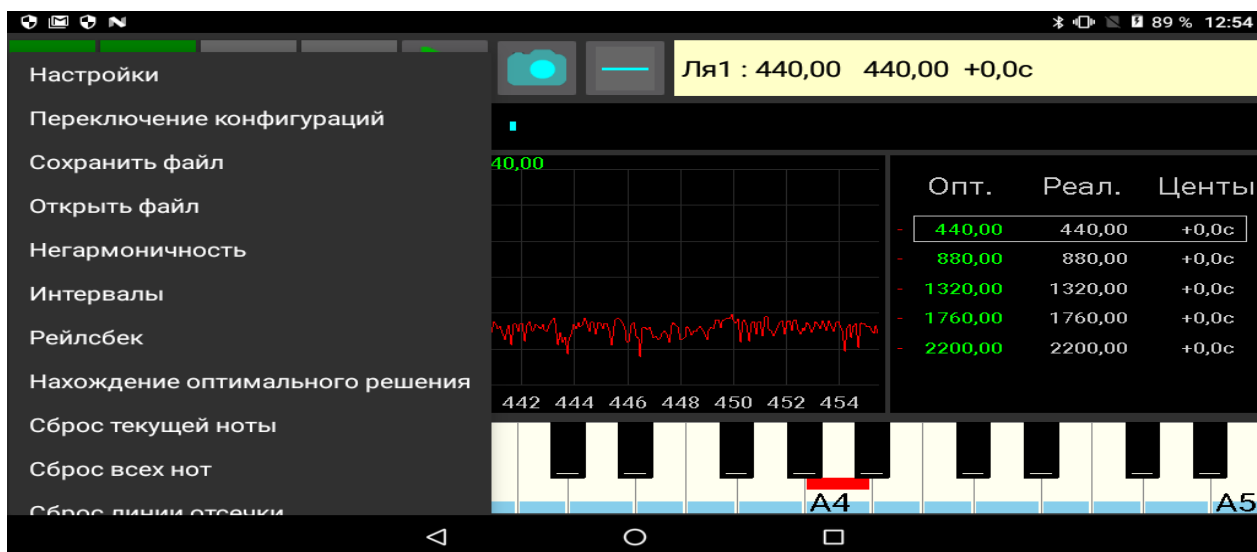 89 % 12:54
Ля1 : 440,00 440,00 +0,0c
Настройки
Переключение конфигураций
Сохранить файл
Открыть файл
Негармоничность
Интервалы
Рейлсбек
Нахождение оптимального решения
Сброс текущей ноты
Сброс всех нот
Сброс линии отсечки
40,00
442 444 446 448 450 452 454
Опт. Реал. Центы
- 440,00 440,00 +0,0c
- 880,00 880,00 +0,0c
- 1320,00 1320,00 +0,0c
- 1760,00 1760,00 +0,0c
- 2200,00 2200,00 +0,0c
A4 A5